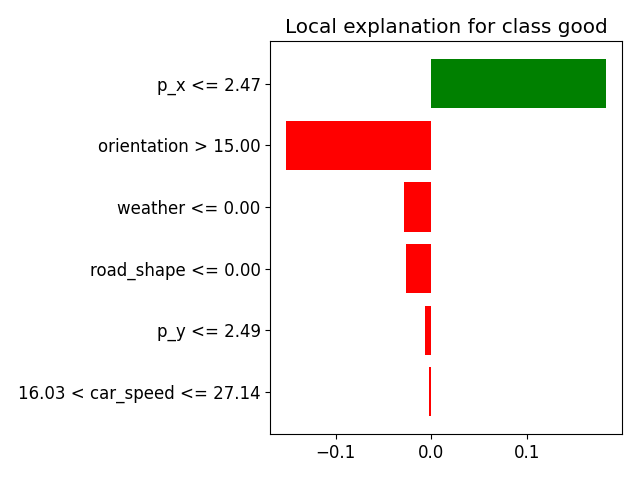 Local explanation for class good
p_x <= 2.47
orientation > 15.00
weather <= 0.00
road_shape <= 0.00
p_y <= 2.49
16.03 < car_speed <= 27.14
−0.1 0.0 0.1